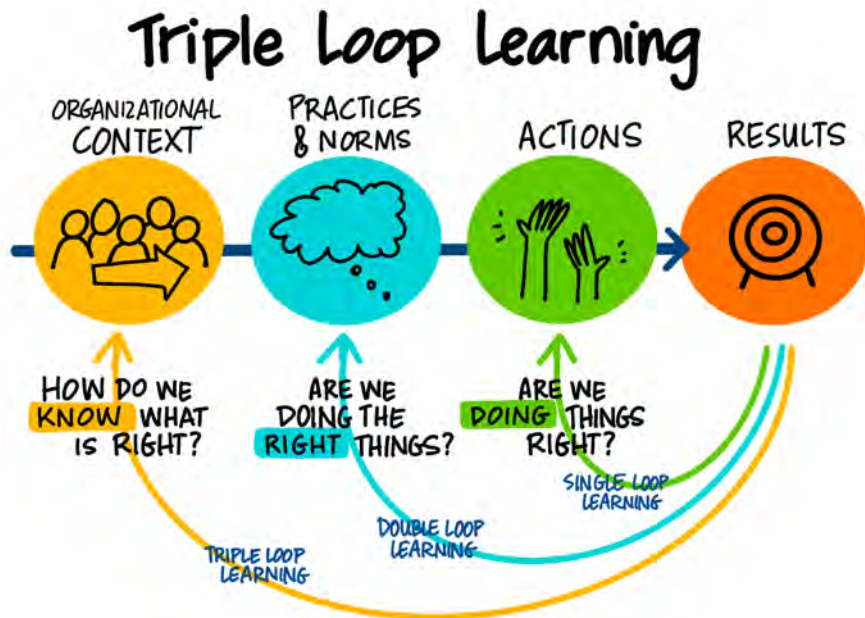 Triple Loop Learning
ORGANIZATIONAL
CONTEXT
PRACTICES
& NORMS
ACTIONS
RESULTS
HOW DO WE
KNOW WHAT
IS RIGHT?
ARE WE
DOING THE
RIGHT THINGS?
ARE WE
DOING THINGS
RIGHT?
SINGLE LOOP
LEARNING
DOUBLE LOOP
LEARNING
TRIPLE LOOP
LEARNING